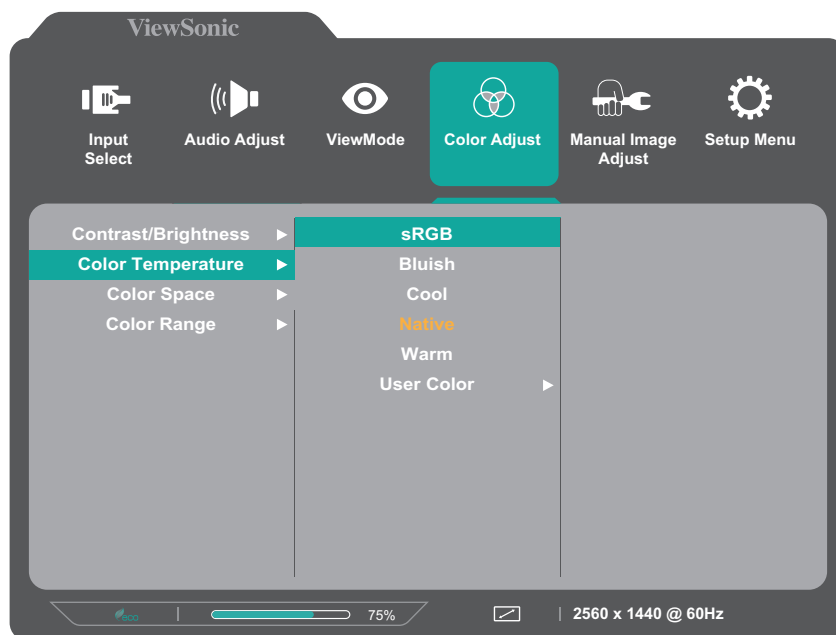 ViewSonic
Input Select
Audio Adjust
ViewMode
Color Adjust
Manual Image Adjust
Setup Menu
Contrast/Brightness
Color Temperature
Color Space
Color Range
sRGB
Bluish
Cool
Native
Warm
User Color
eco
75%
2560 x 1440 @ 60Hz